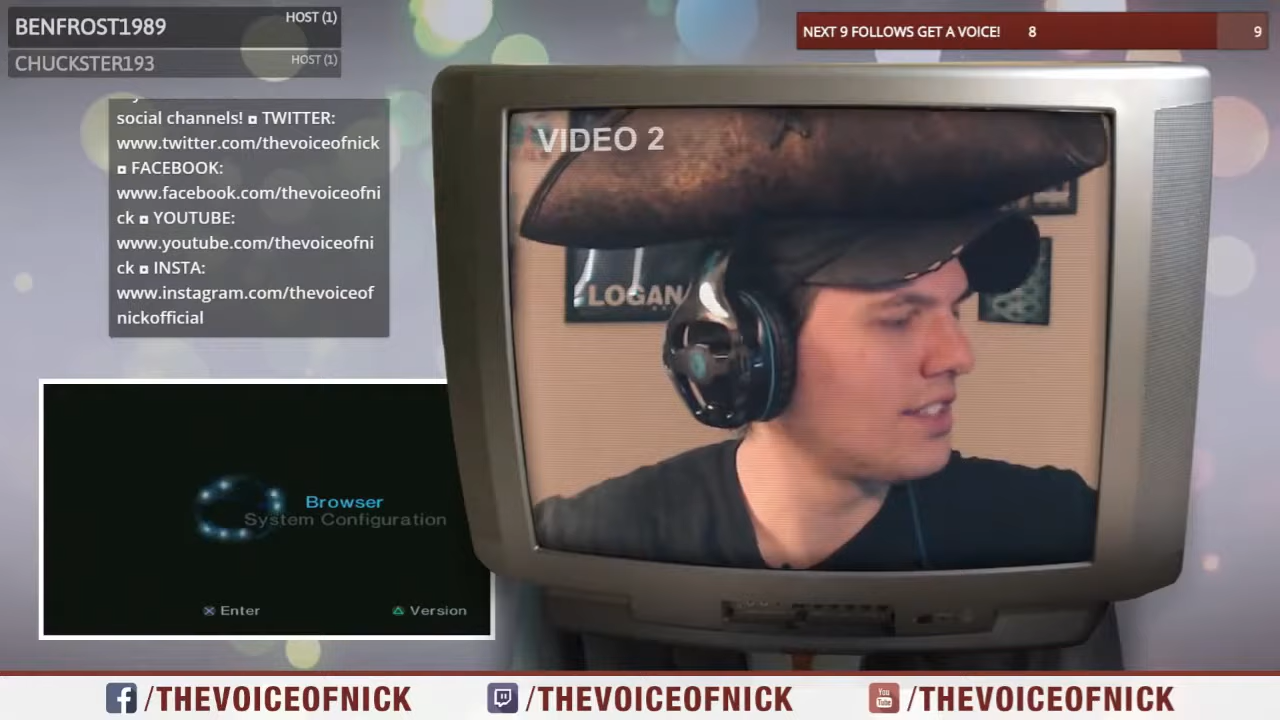 BENFROST1989 HOST (1)
CHUCKSTER193 HOST (1)
NEXT 9 FOLLOWS GET A VOICE! 8 9
social channels! ◘ TWITTER:
www.twitter.com/thevoiceofnick
◘ FACEBOOK:
www.facebook.com/thevoiceofni
ck ◘ YOUTUBE:
www.youtube.com/thevoiceofni
ck ◘ INSTA:
www.instagram.com/thevoiceof
nickofficial
VIDEO 2
LOGAN
Browser
System Configuration
Enter Version
/THEVOICEOFNICK /THEVOICEOFNICK You Tube /THEVOICEOFNICK